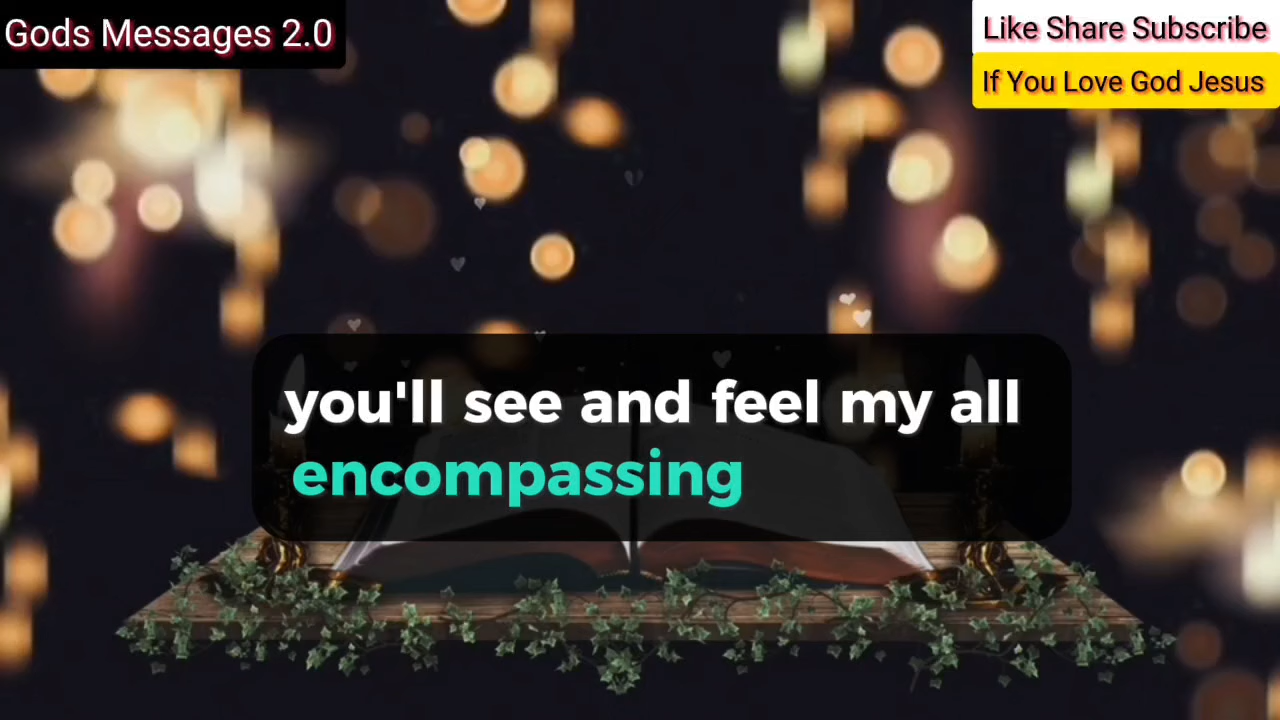 Gods Messages 2.0
Like Share Subscribe
If You Love God Jesus
you'll see and feel my all
encompassing